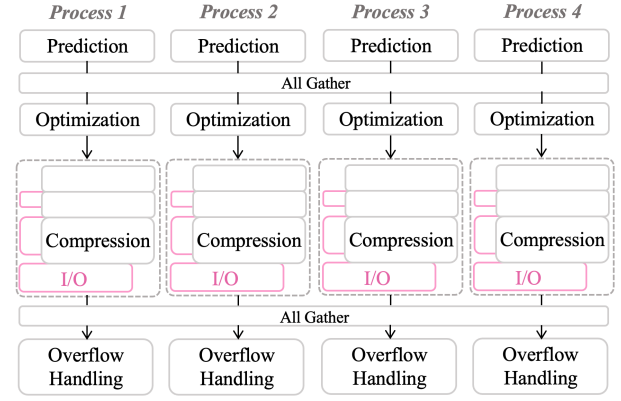 Process 1 Process 2 Process 3 Process 4
Prediction Prediction Prediction Prediction
All Gather
Optimization Optimization Optimization Optimization
Compression Compression Compression Compression
I/O I/O I/O I/O
All Gather
Overflow Overflow Overflow Overflow
Handling Handling Handling Handling